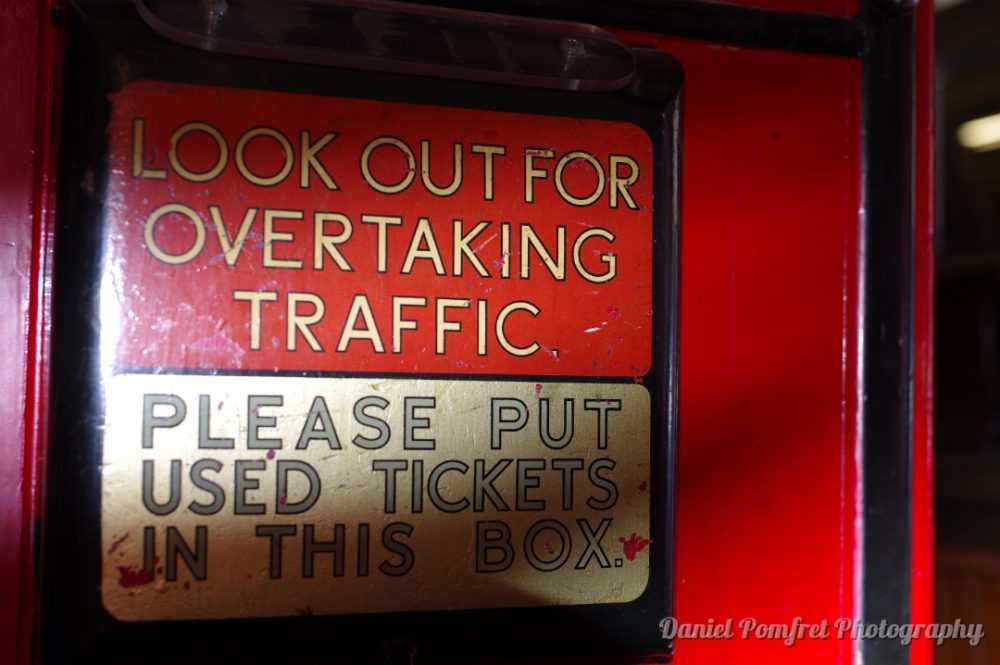 LOOK OUT FOR
OVERTAKING
TRAFFIC.
PLEASE PUT
USED TICKETS
IN THIS BOX.
Daniel Pomfret Photography